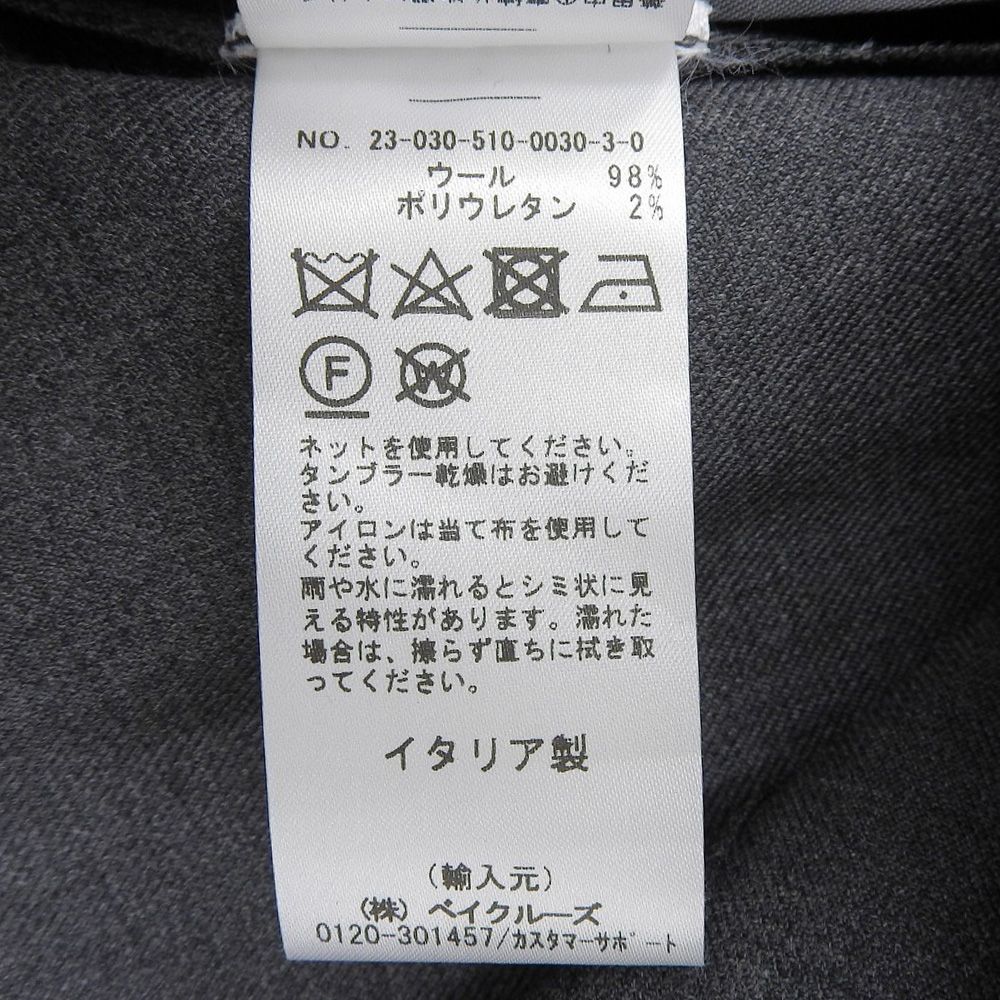 NO. 23-030-510-0030-3-0
ウール 98%
ポリウレタン 2%
F
W
ネットを使用してください。
タンブラー乾燥はお避けくだ
さい。
アイロンは当て布を使用して
ください。
雨や水に濡れるとシミ状に見
える特性があります。濡れた
場合は、擦らず直ちに拭き取
ってください。
イタリア製
(輸入元)
(株) ベイクルーズ
0120-301457/カスタマーサポート